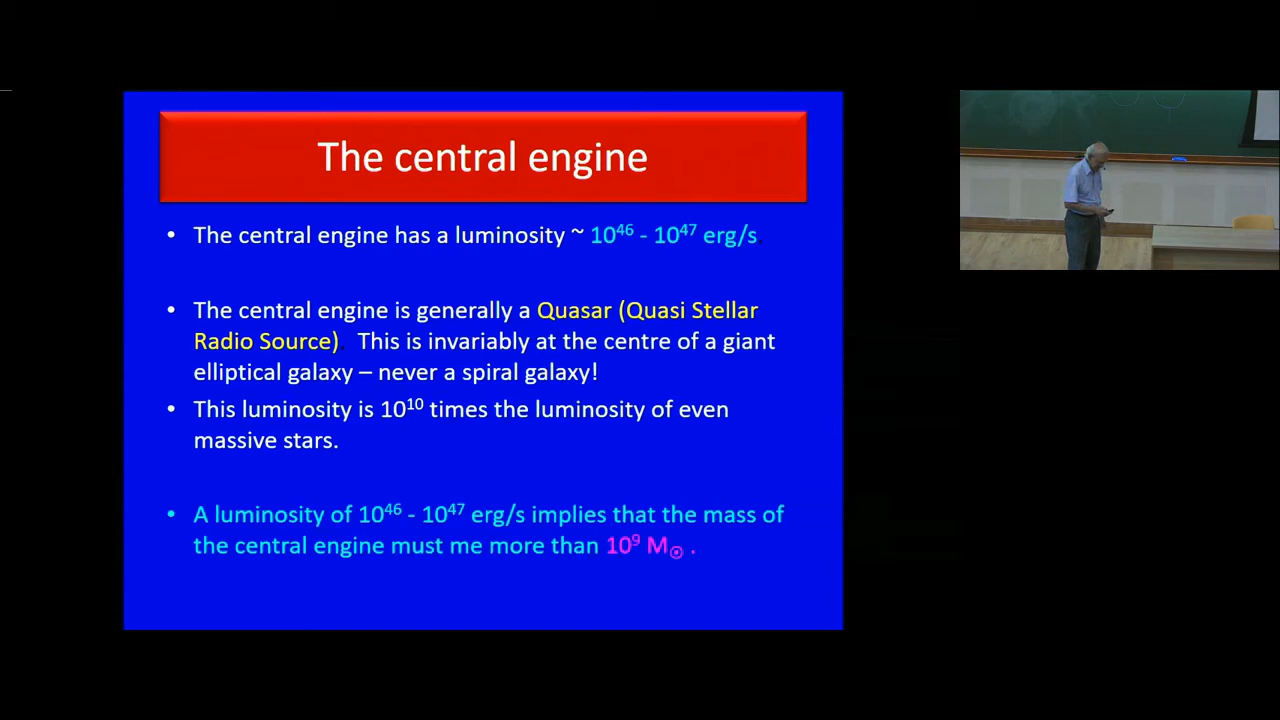 The central engine
• The central engine has a luminosity ~ 10⁴⁶ - 10⁴⁷ erg/s.
• The central engine is generally a Quasar (Quasi Stellar
Radio Source). This is invariably at the centre of a giant
elliptical galaxy – never a spiral galaxy!
• This luminosity is 10¹⁰ times the luminosity of even
massive stars.
• A luminosity of 10⁴⁶ - 10⁴⁷ erg/s implies that the mass of
the central engine must me more than 10⁹ M☉ .